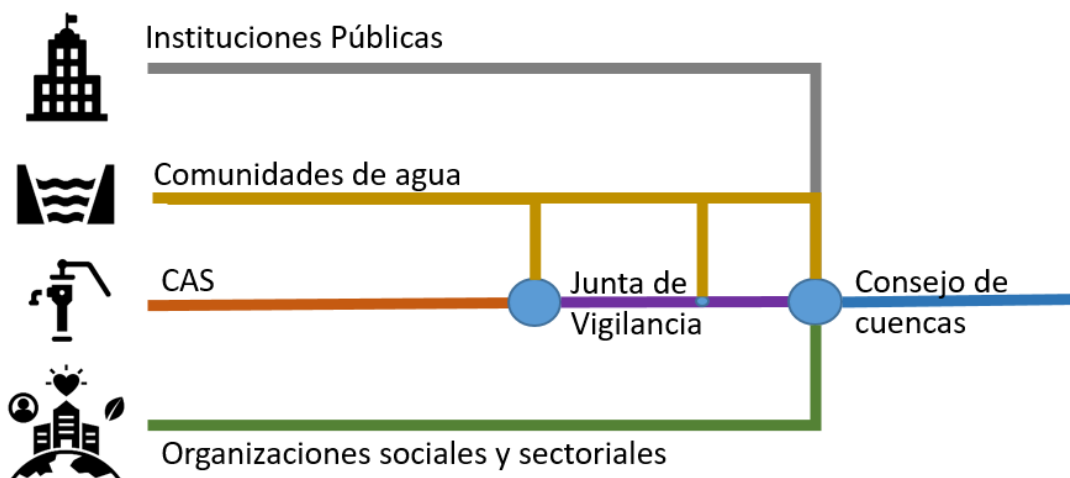 Instituciones Públicas
Comunidades de agua
CAS
Junta de
Vigilancia
Consejo de
cuencas
Organizaciones sociales y sectoriales